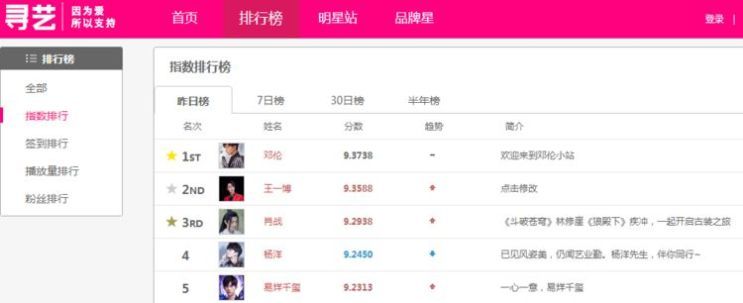 寻艺 因为爱 所以支持 首页 排行榜 明星站 品牌星 登录 |
排行榜
全部
指数排行
签到排行
播放量排行
粉丝排行
指数排行榜
昨日榜 7日榜 30日榜 半年榜
名次 姓名 分数 趋势 简介
1ST 邓伦 9.3738 - 欢迎来到邓伦小站
2ND 王一博 9.3588 点击修改
3RD 肖战 9.2938 《斗破苍穹》林修崖《狼殿下》疾冲，一起开启古装之旅
4 杨洋 9.2450 已见风姿美，仍闻艺业勤。杨洋先生，伴你同行~
5 易烊千玺 9.2313 一心一意，易烊千玺